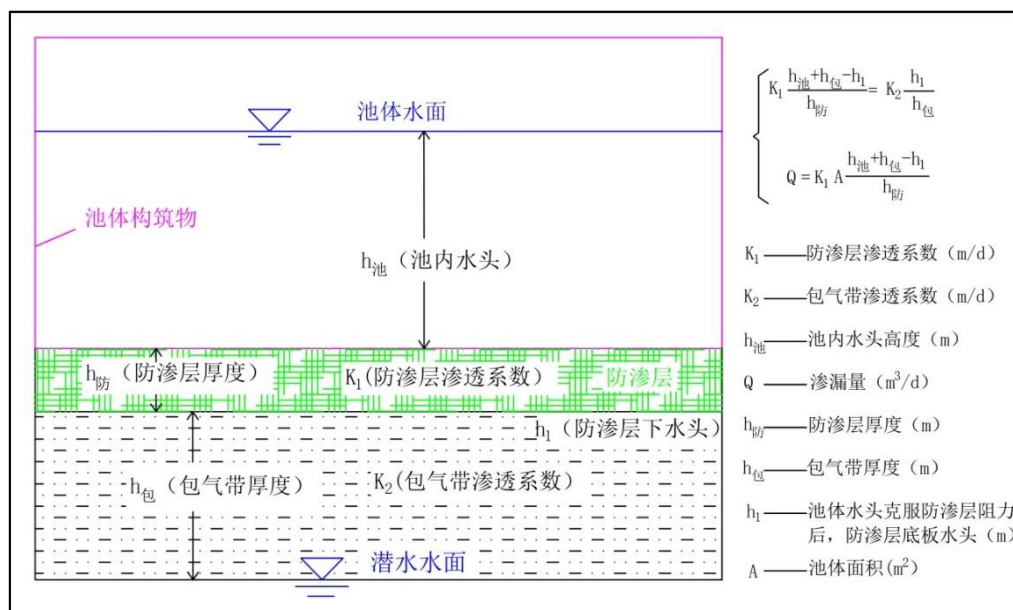 池体水面
池体构筑物
h池（池内水头）
h防（防渗层厚度）
K₁(防渗层渗透系数)
防渗层
h₁（防渗层下水头）
h包（包气带厚度）
K₂(包气带渗透系数)
潜水水面
K₁ (h池+h包-h₁)/h防 = K₂ h₁/h包
Q = K₁ A (h池+h包-h₁)/h防
K₁——防渗层渗透系数（m/d）
K₂——包气带渗透系数（m/d）
h池——池内水头高度（m）
Q ——渗漏量（m³/d）
h防——防渗层厚度（m）
h包——包气带厚度（m）
h₁ ——池体水头克服防渗层阻力
后，防渗层底板水头（m）
A ——池体面积(m²)